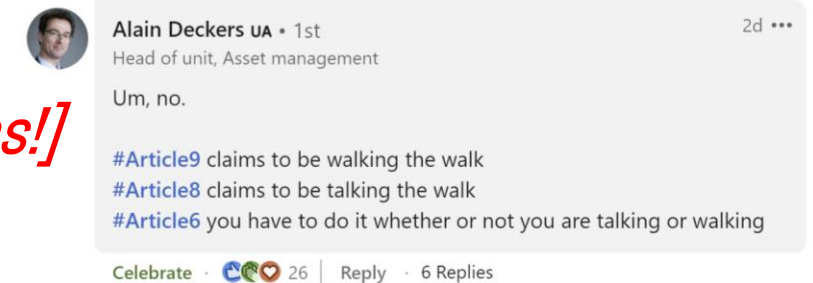 Alain Deckers UA • 1st
2d •••
Head of unit, Asset management
Um, no.
s!]
#Article9 claims to be walking the walk
#Article8 claims to be talking the walk
#Article6 you have to do it whether or not you are talking or walking
Celebrate · 26 | Reply · 6 Replies